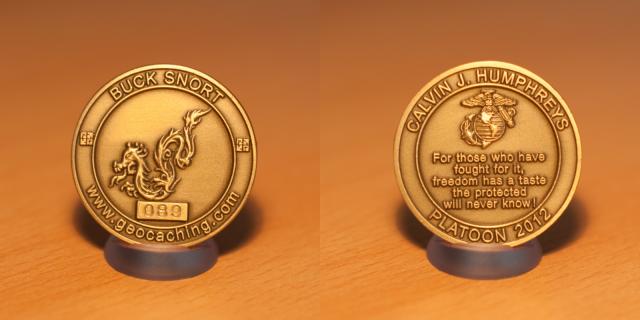 BUCK SNORT
089
www.geocaching.com
CALVIN J. HUMPHREYS
For those who have
fought for it,
freedom has a taste
the protected
will never know!
PLATOON 2012